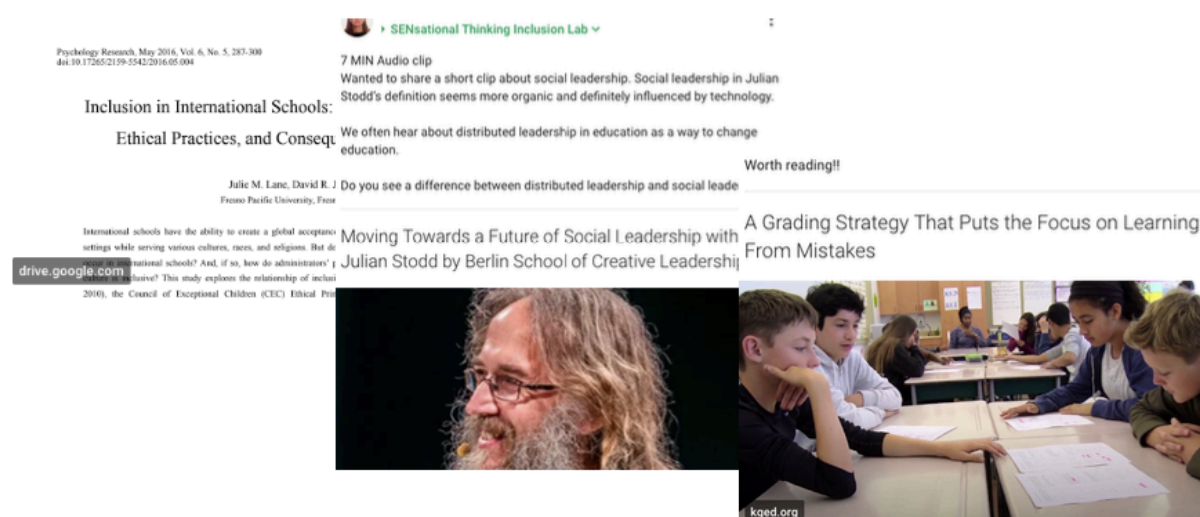 Psychology Research, May 2016, Vol. 6, No. 5, 287-300
doi:10.17265/2159-5542/2016.05.004
Inclusion in International Schools:
Ethical Practices, and Consequ
Julie M. Lane, David R. J
Fresno Pacific University, Fresn
International schools have the ability to create a global acceptance
settings while serving various cultures, races, and religions. But do
occur in international schools? And, if so, how do administrators' p
culture is inclusive? This study explores the relationship of inclusi
2010), the Council of Exceptional Children (CEC) Ethical Prin
drive.google.com
SENsational Thinking Inclusion Lab
7 MIN Audio clip
Wanted to share a short clip about social leadership. Social leadership in Julian
Stodd's definition seems more organic and definitely influenced by technology.
We often hear about distributed leadership in education as a way to change
education.
Do you see a difference between distributed leadership and social leade
Moving Towards a Future of Social Leadership with
Julian Stodd by Berlin School of Creative Leadership
Worth reading!!
A Grading Strategy That Puts the Focus on Learning
From Mistakes
kqed.org